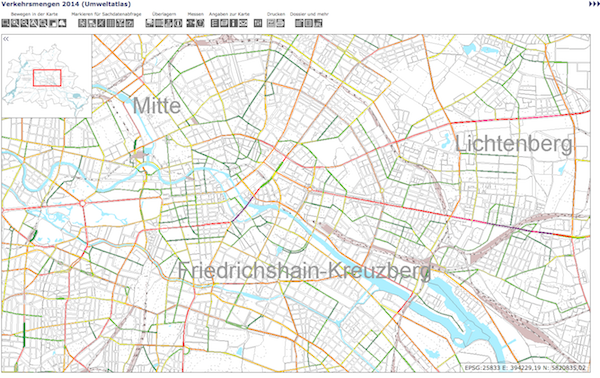 Verkehrsmengen 2014 (Umweltatlas)
Bewegen in der Karte Markieren für Sachdatenabfrage Überlagern Messen Angaben zur Karte Drucken Dossier und mehr
Mitte
Lichtenberg
Friedrichshain-Kreuzberg
EPSG:25833 E: 394229,19 N: 5820835,02